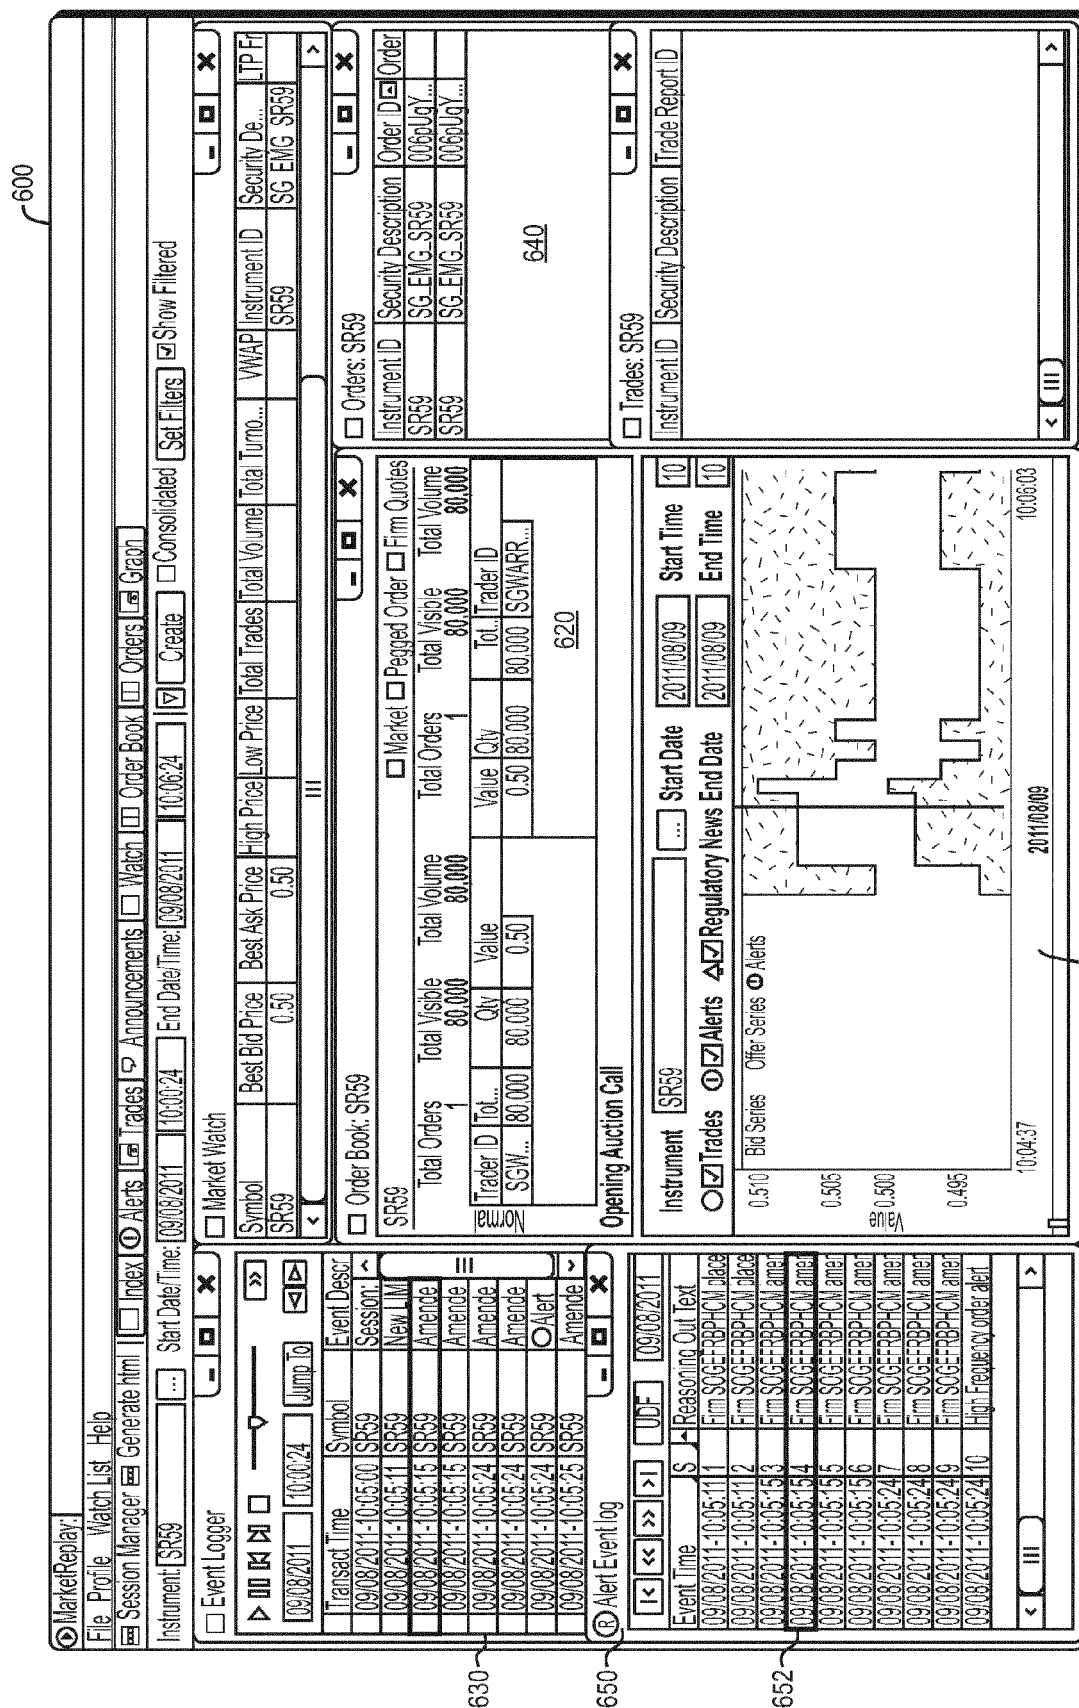 600
MarketReplay:
File Profile Watch List Help
Session Manager Generate html Index Alerts Trades Announcements Watch Order Book Orders Graph
Instrument: SR59 ... Start Date/Time: 09/08/2011 10:00:24 End Date/Time: 09/08/2011 10:06:24 Create Consolidated Set Filters Show Filtered
Event Logger
09/08/2011 10:00:24 Jump To
Transact Time Symbol Event Descr
09/08/2011-10:05:00 SR59 Session:
09/08/2011-10:05:11 SR59 New LIM
09/08/2011-10:05:15 SR59 Amende
09/08/2011-10:05:15 SR59 Amende
09/08/2011-10:05:24 SR59 Amende
09/08/2011-10:05:24 SR59 Amende
09/08/2011-10:05:24 SR59 Alert
09/08/2011-10:05:25 SR59 Amende
630
650
R Alert Event log
|< << >> >| UDF 09/08/2011
Event Time S Reasoning Out Text
09/08/2011-10:05:11 1 Firm SOGEFRBPHCM place
09/08/2011-10:05:11 2 Firm SOGEFRBPHCM place
09/08/2011-10:05:15 3 Firm SOGEFRBPHCM amer
09/08/2011-10:05:15 4 Firm SOGEFRBPHCM amer
09/08/2011-10:05:15 5 Firm SOGEFRBPHCM amer
09/08/2011-10:05:15 6 Firm SOGEFRBPHCM amer
09/08/2011-10:05:24 7 Firm SOGEFRBPHCM amer
09/08/2011-10:05:24 8 Firm SOGEFRBPHCM amer
09/08/2011-10:05:24 9 Firm SOGEFRBPHCM amer
09/08/2011-10:05:24 10 High Frequency order alert
652
Market Watch
Symbol Best Bid Price Best Ask Price High Price Low Price Total Trades Total Volume Total Turno... VWAP Instrument ID Security De... LTP Fr
SR59 0.50 0.50 SR59 SG EMG SR59
Order Book: SR59
SR59 Market Pegged Order Firm Quotes
Total Orders Total Visible Total Volume Total Orders Total Visible Total Volume
1 80,000 80,000 1 80,000 80,000
Normal
Trader ID Tot... Qty Value Value Qty Tot... Trader ID
SGW... 80,000 80,000 0.50 0.50 80,000 80,000 SGWARR...
620
Opening Auction Call
Instrument SR59 ... Start Date 2011/08/09 Start Time 10
Trades Alerts Regulatory News End Date 2011/08/09 End Time 10
Bid Series Offer Series Alerts
Value
0.510
0.505
0.500
0.495
10:04:37 2011/08/09 10:06:03
Orders: SR59
Instrument ID Security Description Order ID Order
SR59 SG_EMG_SR59 006pUqY...
SR59 SG_EMG_SR59 006pUqY...
640
Trades: SR59
Instrument ID Security Description Trade Report ID